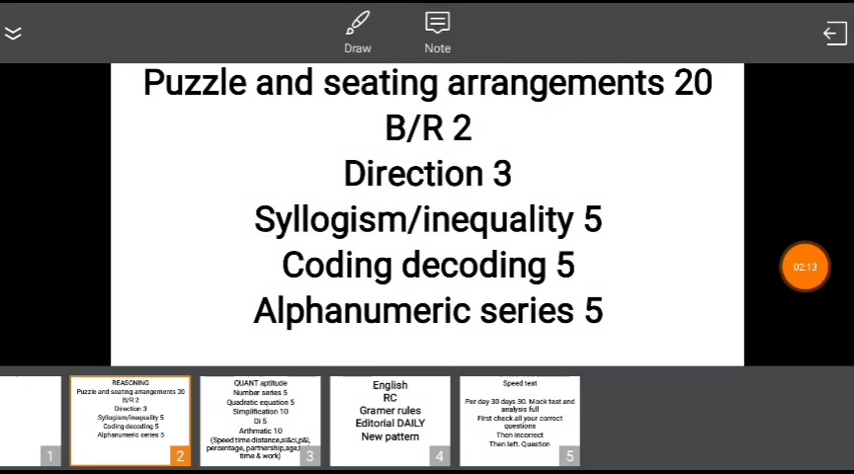 Draw
Note
Puzzle and seating arrangements 20
B/R 2
Direction 3
Syllogism/inequality 5
Coding decoding 5
Alphanumeric series 5
02:13
1
REASONING
Puzzle and seating arrangements 20
B/R 2
Direction 3
Syllogism/inequality 5
Coding decoding 5
Alphanumeric series 5
2
QUANT aptitude
Number series 5
Quadratic equation 5
Simplification 10
Di 5
Arthmatic 10
(Speed time distance,si&ci,p&l,
percentage, partnership,age,
time & work)
3
English
RC
Gramer rules
Editorial DAILY
New pattern
4
Speed test
Per day 30 days 30. Mock test and
analysis full
First check all your correct
questions
Then incorrect
Then left. Question
5